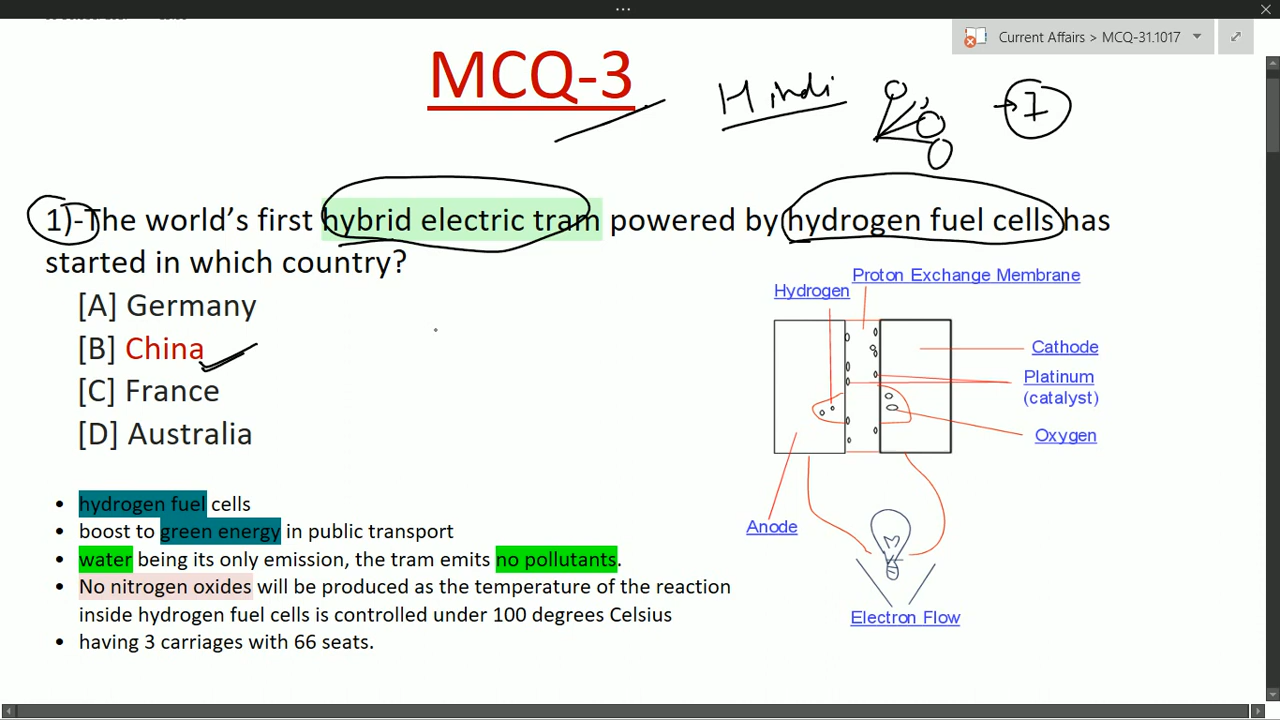 Current Affairs > MCQ-31.1017
MCQ-3
Hindi
I
1)-The world’s first hybrid electric tram powered by hydrogen fuel cells has
started in which country?
[A] Germany
[B] China
[C] France
[D] Australia
Proton Exchange Membrane
Hydrogen
Cathode
Platinum
(catalyst)
Oxygen
Anode
Electron Flow
• hydrogen fuel cells
• boost to green energy in public transport
• water being its only emission, the tram emits no pollutants.
• No nitrogen oxides will be produced as the temperature of the reaction
inside hydrogen fuel cells is controlled under 100 degrees Celsius
• having 3 carriages with 66 seats.